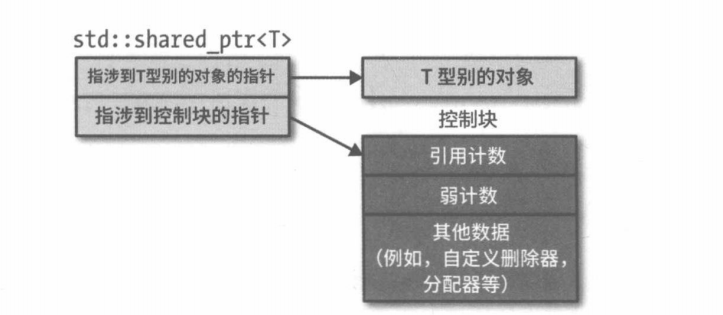 std::shared_ptr<T>
指涉到T型别的对象的指针
T 型别的对象
指涉到控制块的指针
控制块
引用计数
弱计数
其他数据
（例如，自定义删除器，
分配器等）